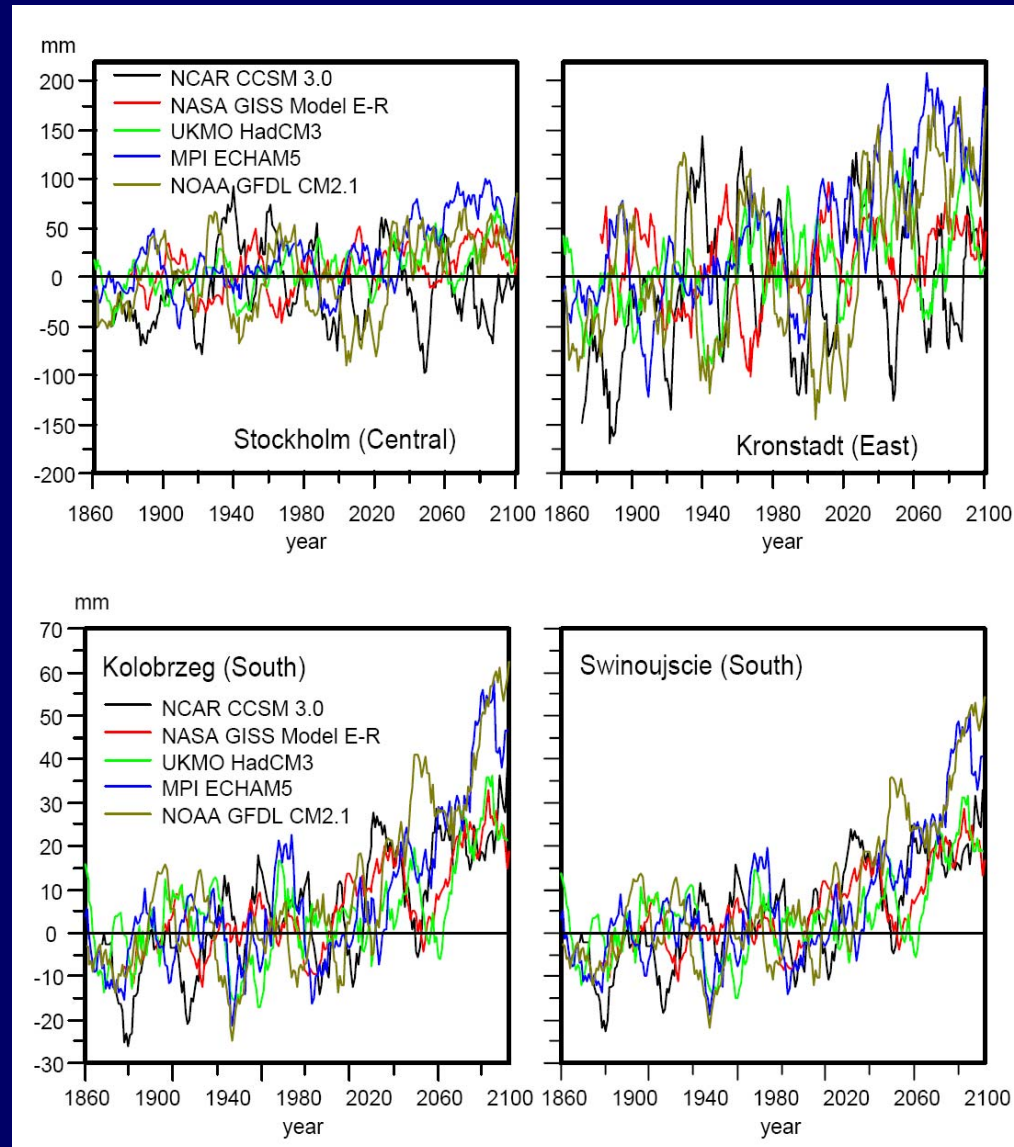 mm
200
150
100
50
0
-50
-100
-150
-200
NCAR CCSM 3.0
NASA GISS Model E-R
UKMO HadCM3
MPI ECHAM5
NOAA GFDL CM2.1
Stockholm (Central)
Kronstadt (East)
1860 1900 1940 1980 2020 2060 2100
year
1860 1900 1940 1980 2020 2060 2100
year
mm
70
60
50
40
30
20
10
0
-10
-20
-30
Kolobrzeg (South)
NCAR CCSM 3.0
NASA GISS Model E-R
UKMO HadCM3
MPI ECHAM5
NOAA GFDL CM2.1
Swinoujscie (South)
1860 1900 1940 1980 2020 2060 2100
year
1860 1900 1940 1980 2020 2060 2100
year